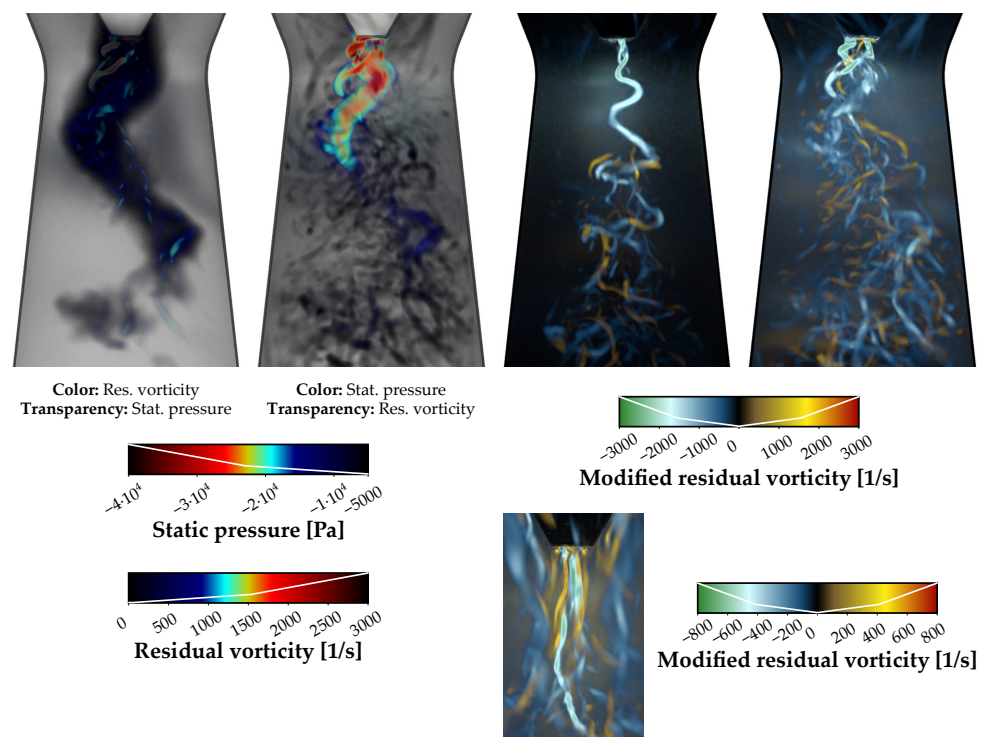 Color: Res. vorticity
Transparency: Stat. pressure
Color: Stat. pressure
Transparency: Res. vorticity
−4·10⁴ −3·10⁴ −2·10⁴ −1·10⁴ −5000
Static pressure [Pa]
0 500 1000 1500 2000 2500 3000
Residual vorticity [1/s]
−3000 −2000 −1000 0 1000 2000 3000
Modified residual vorticity [1/s]
−800 −600 −400 −200 0 200 400 600 800
Modified residual vorticity [1/s]